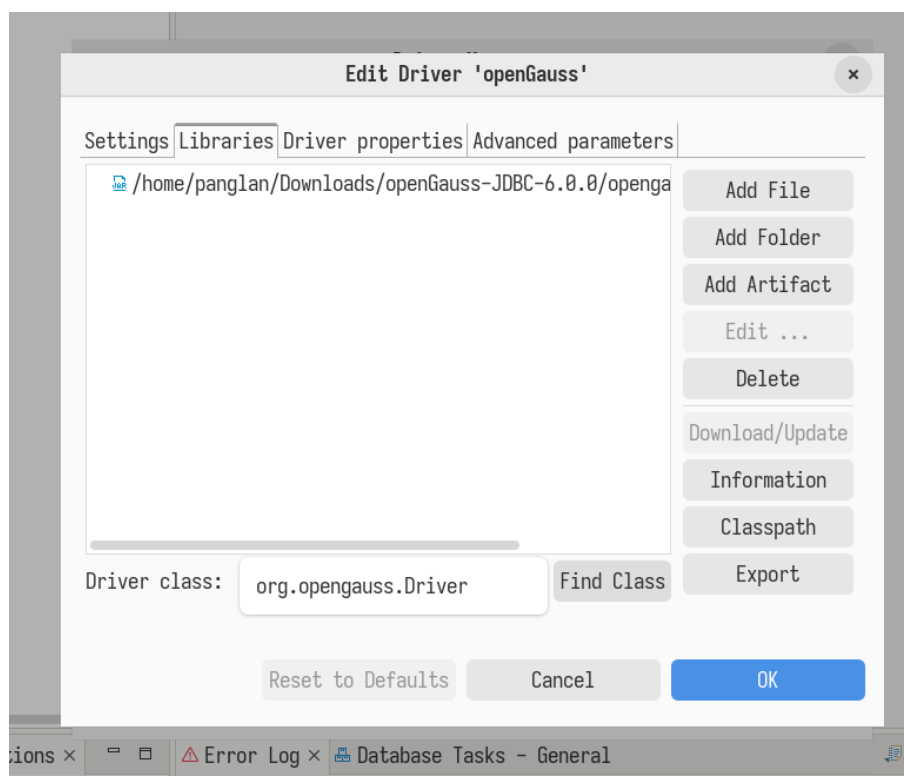 Edit Driver 'openGauss'
Settings Libraries Driver properties Advanced parameters
/home/panglan/Downloads/openGauss-JDBC-6.0.0/openga
Add File
Add Folder
Add Artifact
Edit ...
Delete
Download/Update
Information
Classpath
Export
Driver class: org.opengauss.Driver Find Class
Reset to Defaults Cancel OK
tions × Error Log × Database Tasks - General